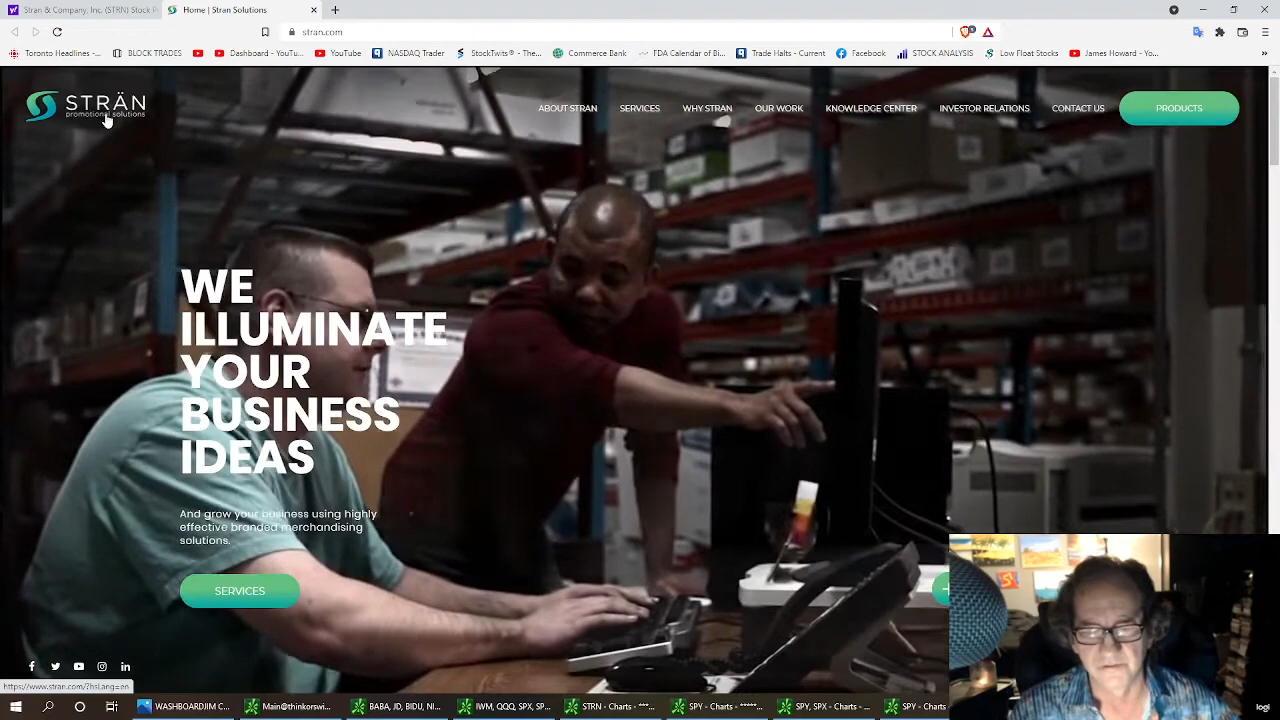 Strän & Company, Inc. (STRN) Stock P
Home | Stran Solutions
stran.com
Toronto Headlines -...
BLOCK TRADES
Dashboard - YouTu...
YouTube
NASDAQ Trader
StockTwits® - The...
Commerce Bank
FDA Calendar of Bi...
Trade Halts - Current
Facebook
STOCK ANALYSIS
Low Float Stocks
James Howard - Yo...
STRÄN
promotional solutions
ABOUT STRAN
SERVICES
WHY STRAN
OUR WORK
KNOWLEDGE CENTER
INVESTOR RELATIONS
CONTACT US
PRODUCTS
WE
ILLUMINATE
YOUR
BUSINESS
IDEAS
And grow your business using highly
effective branded merchandising
solutions.
SERVICES
https://www.stran.com/?hsLang=en
WASHBORDJIM C...
Main@thinkorswi...
BABA, JD, BIDU, NI...
IWM, QQQ, SPX, SP...
STRN - Charts - ***...
SPY - Charts - *****...
SPY, SPX - Charts - ...
SPY - Charts
logi